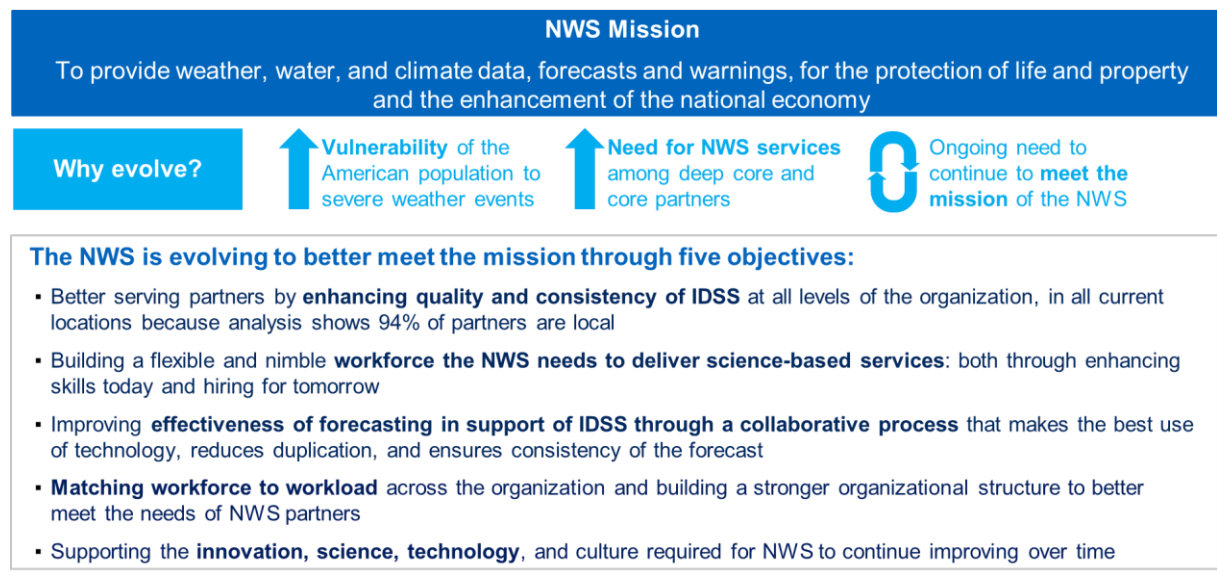 NWS Mission
To provide weather, water, and climate data, forecasts and warnings, for the protection of life and property
and the enhancement of the national economy
Why evolve?
Vulnerability of the
American population to
severe weather events
Need for NWS services
among deep core and
core partners
Ongoing need to
continue to meet the
mission of the NWS
The NWS is evolving to better meet the mission through five objectives:
▪ Better serving partners by enhancing quality and consistency of IDSS at all levels of the organization, in all current
locations because analysis shows 94% of partners are local
▪ Building a flexible and nimble workforce the NWS needs to deliver science-based services: both through enhancing
skills today and hiring for tomorrow
▪ Improving effectiveness of forecasting in support of IDSS through a collaborative process that makes the best use
of technology, reduces duplication, and ensures consistency of the forecast
▪ Matching workforce to workload across the organization and building a stronger organizational structure to better
meet the needs of NWS partners
▪ Supporting the innovation, science, technology, and culture required for NWS to continue improving over time